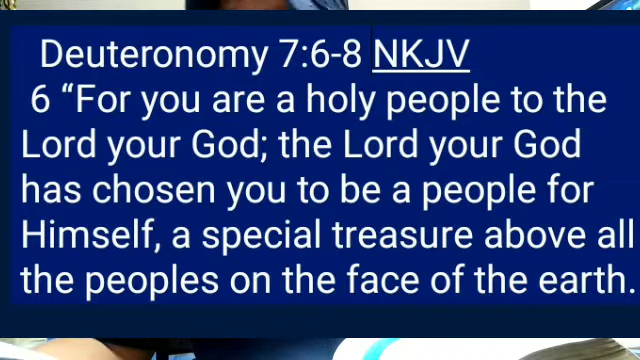 Deuteronomy 7:6-8 NKJV
6 “For you are a holy people to the
Lord your God; the Lord your God
has chosen you to be a people for
Himself, a special treasure above all
the peoples on the face of the earth.